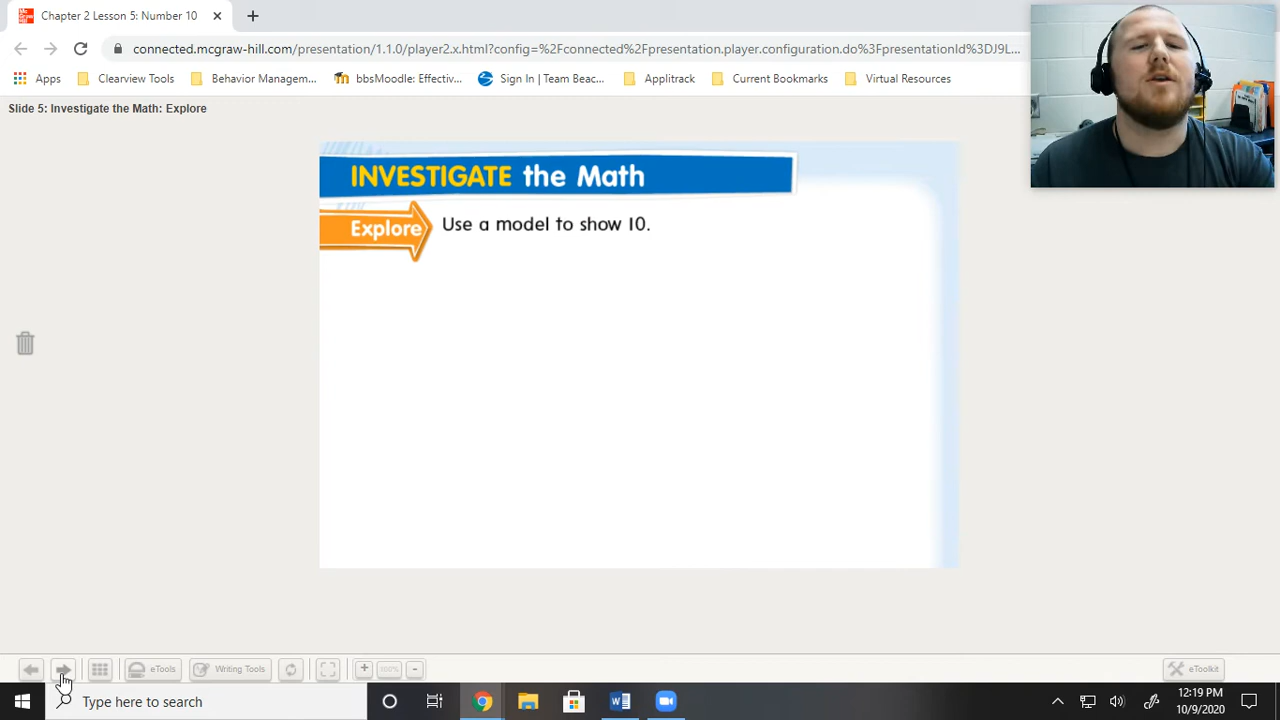 Chapter 2 Lesson 5: Number 10
connected.mcgraw-hill.com/presentation/1.1.0/player2.x.html?config=%2Fconnected%2Fpresentation.player.configuration.do%3FpresentationId%3DJ9L...
Apps Clearview Tools Behavior Managem... bbsMoodle: Effectiv... Sign In | Team Beac... Applitrack Current Bookmarks Virtual Resources
Slide 5: Investigate the Math: Explore
INVESTIGATE the Math
Explore Use a model to show 10.
eTools Writing Tools 100% eToolkit
Type here to search
12:19 PM
10/9/2020